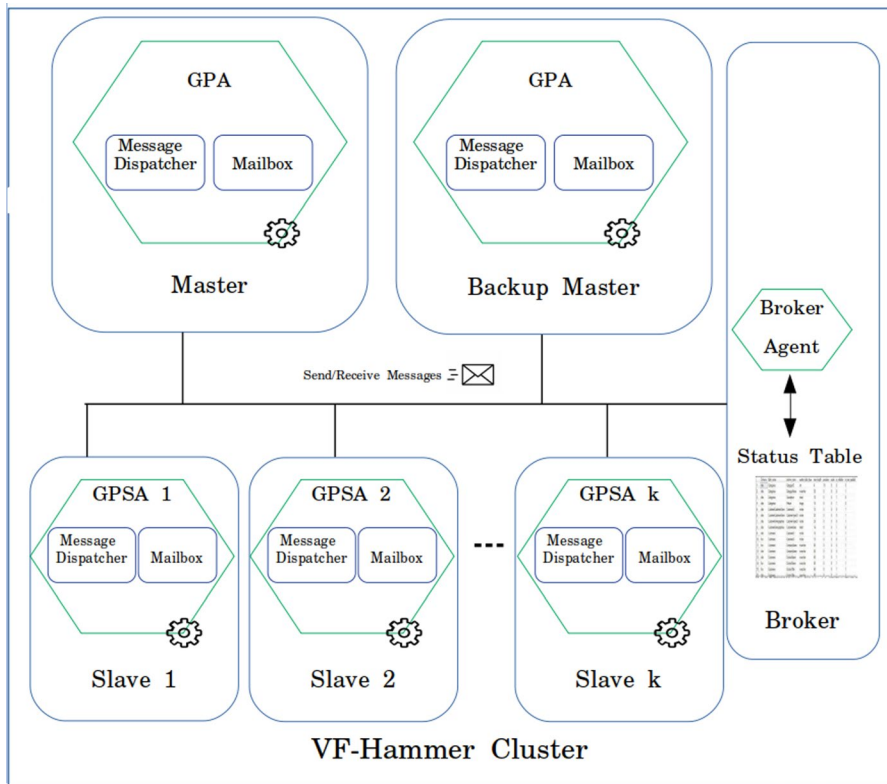 GPA
Message
Dispatcher
Mailbox
Master
GPA
Message
Dispatcher
Mailbox
Backup Master
Broker
Agent
Send/Receive Messages
Status Table
GPSA 1
Message
Dispatcher
Mailbox
Slave 1
GPSA 2
Message
Dispatcher
Mailbox
Slave 2
GPSA k
Message
Dispatcher
Mailbox
Slave k
Broker
VF-Hammer Cluster